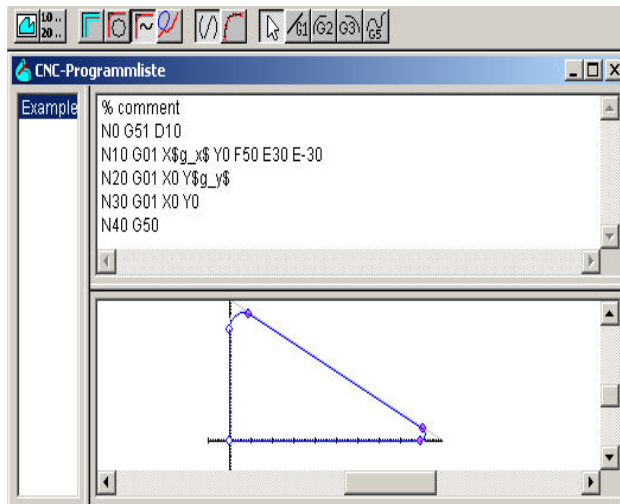 10 ..
20 ..
G1 G2 G3 G5
CNC-Programmliste
Example
% comment
N0 G51 D10
N10 G01 X$g_x$ Y0 F50 E30 E-30
N20 G01 X0 Y$g_y$
N30 G01 X0 Y0
N40 G50